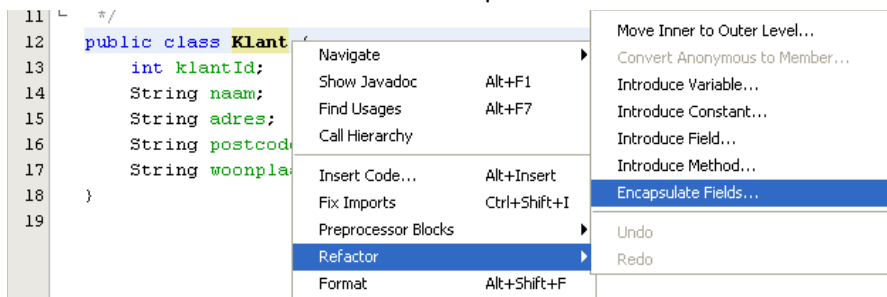 11 */
12 public class Klant {
13 int klantId;
14 String naam;
15 String adres;
16 String postcod
17 String woonpla
18 }
19
Navigate
Show Javadoc Alt+F1
Find Usages Alt+F7
Call Hierarchy
Insert Code... Alt+Insert
Fix Imports Ctrl+Shift+I
Preprocessor Blocks
Refactor
Format Alt+Shift+F
Move Inner to Outer Level...
Convert Anonymous to Member...
Introduce Variable...
Introduce Constant...
Introduce Field...
Introduce Method...
Encapsulate Fields...
Undo
Redo